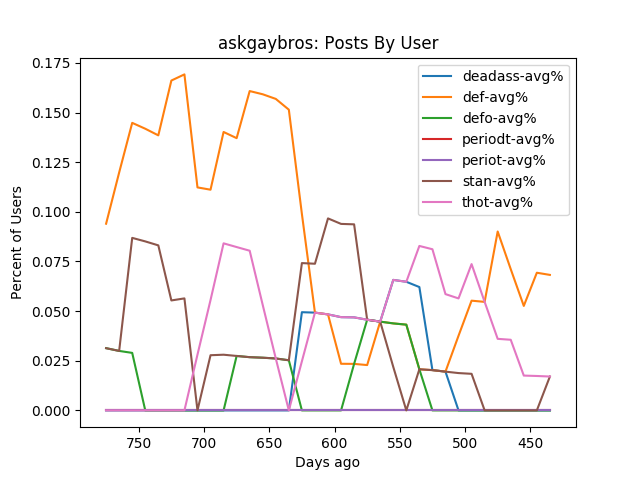 askgaybros: Posts By User
Percent of Users
0.175
0.150
0.125
0.100
0.075
0.050
0.025
0.000
deadass-avg%
def-avg%
defo-avg%
periodt-avg%
periot-avg%
stan-avg%
thot-avg%
750 700 650 600 550 500 450
Days ago